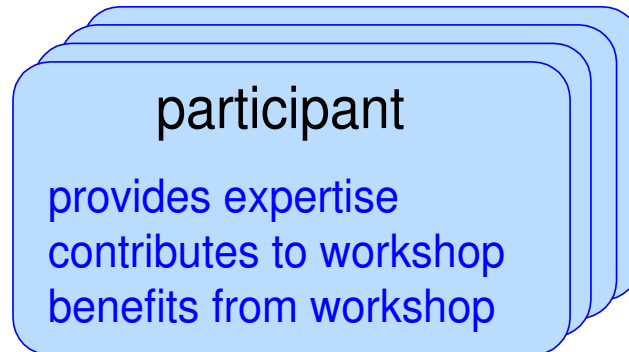 participant
provides expertise
contributes to workshop
benefits from workshop